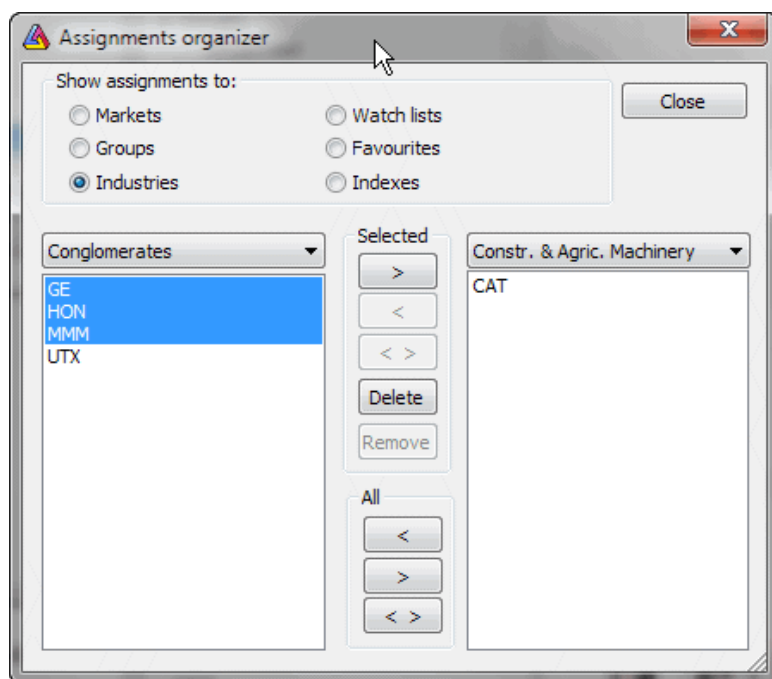 Assignments organizer
Show assignments to:
Markets
Watch lists
Close
Groups
Favourites
Industries
Indexes
Conglomerates
Selected
Constr. & Agric. Machinery
GE
HON
MMM
UTX
>
<
< >
Delete
Remove
CAT
All
<
>
< >